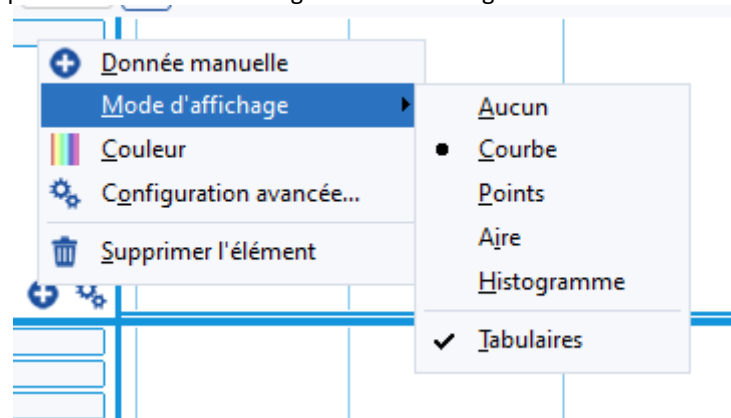 Donnée manuelle
Mode d'affichage
Couleur
Configuration avancée...
Supprimer l'élément
Aucun
Courbe
Points
Aire
Histogramme
Tabulaires